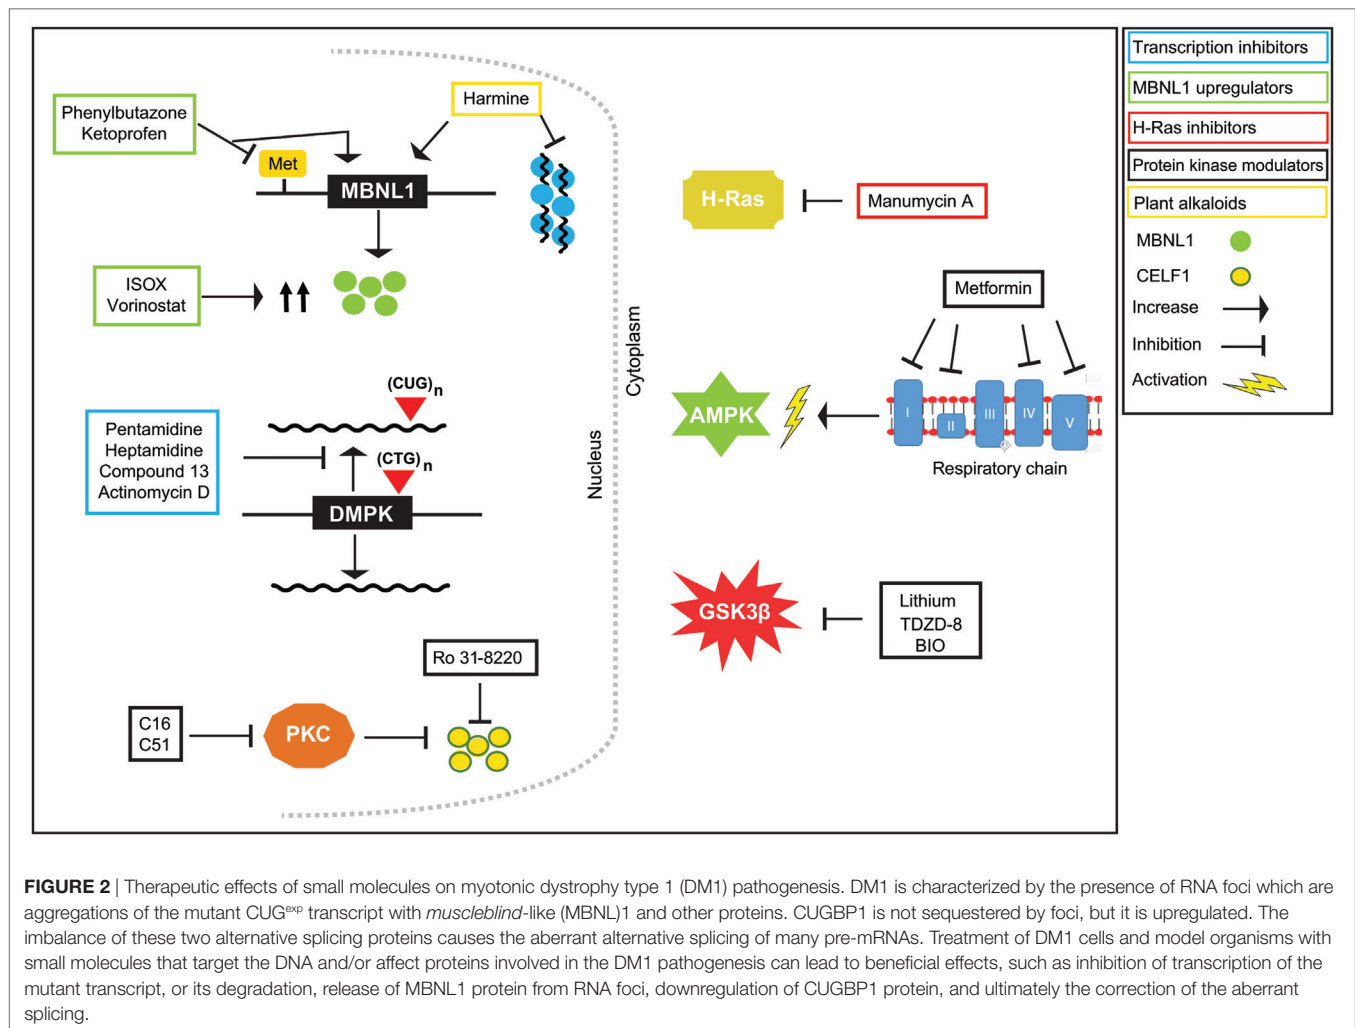 Phenylbutazone
Ketoprofen
Harmine
Met
MBNL1
ISOX
Vorinostat
(CUG)n
Pentamidine
Heptamidine
Compound 13
Actinomycin D
(CTG)n
DMPK
Ro 31-8220
C16
C51
PKC
Nucleus
Cytoplasm
H-Ras
Manumycin A
Metformin
AMPK
I
II
III
IV
V
Respiratory chain
GSK3β
Lithium
TDZD-8
BIO
Transcription inhibitors
MBNL1 upregulators
H-Ras inhibitors
Protein kinase modulators
Plant alkaloids
MBNL1
CELF1
Increase
Inhibition
Activation
FIGURE 2 | Therapeutic effects of small molecules on myotonic dystrophy type 1 (DM1) pathogenesis. DM1 is characterized by the presence of RNA foci which are
aggregations of the mutant CUGexp transcript with muscleblind-like (MBNL)1 and other proteins. CUGBP1 is not sequestered by foci, but it is upregulated. The
imbalance of these two alternative splicing proteins causes the aberrant alternative splicing of many pre-mRNAs. Treatment of DM1 cells and model organisms with
small molecules that target the DNA and/or affect proteins involved in the DM1 pathogenesis can lead to beneficial effects, such as inhibition of transcription of the
mutant transcript, or its degradation, release of MBNL1 protein from RNA foci, downregulation of CUGBP1 protein, and ultimately the correction of the aberrant
splicing.